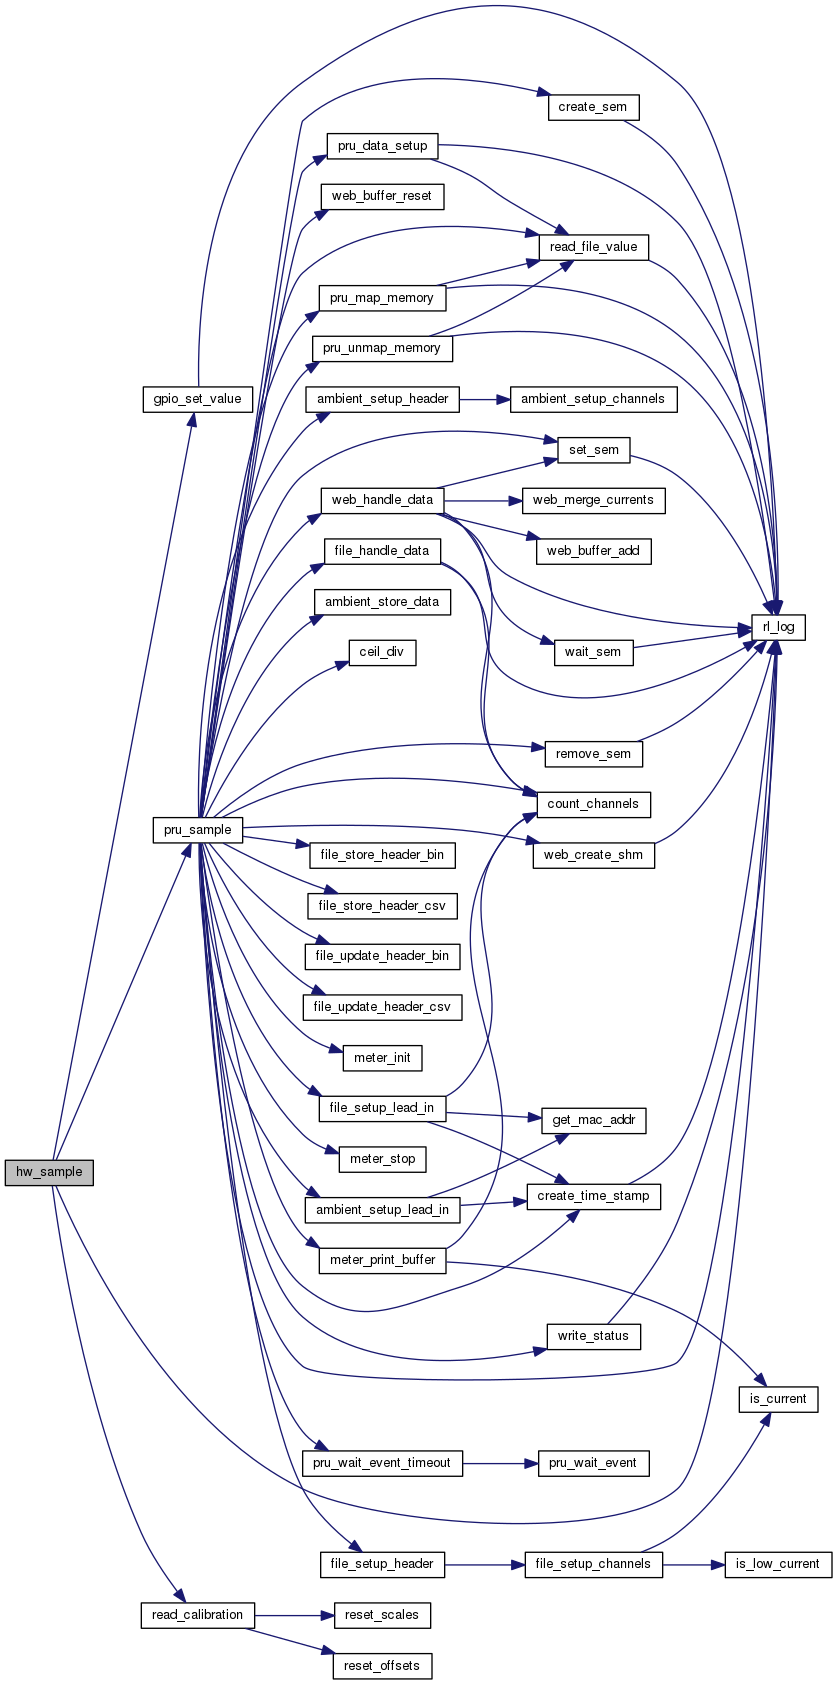 create_sem
pru_data_setup
web_buffer_reset
read_file_value
pru_map_memory
pru_unmap_memory
gpio_set_value
ambient_setup_header
ambient_setup_channels
set_sem
web_handle_data
web_merge_currents
file_handle_data
web_buffer_add
ambient_store_data
rl_log
ceil_div
wait_sem
remove_sem
count_channels
pru_sample
file_store_header_bin
web_create_shm
file_store_header_csv
file_update_header_bin
file_update_header_csv
meter_init
file_setup_lead_in
get_mac_addr
meter_stop
hw_sample
ambient_setup_lead_in
create_time_stamp
meter_print_buffer
write_status
is_current
pru_wait_event_timeout
pru_wait_event
file_setup_header
file_setup_channels
is_low_current
read_calibration
reset_scales
reset_offsets